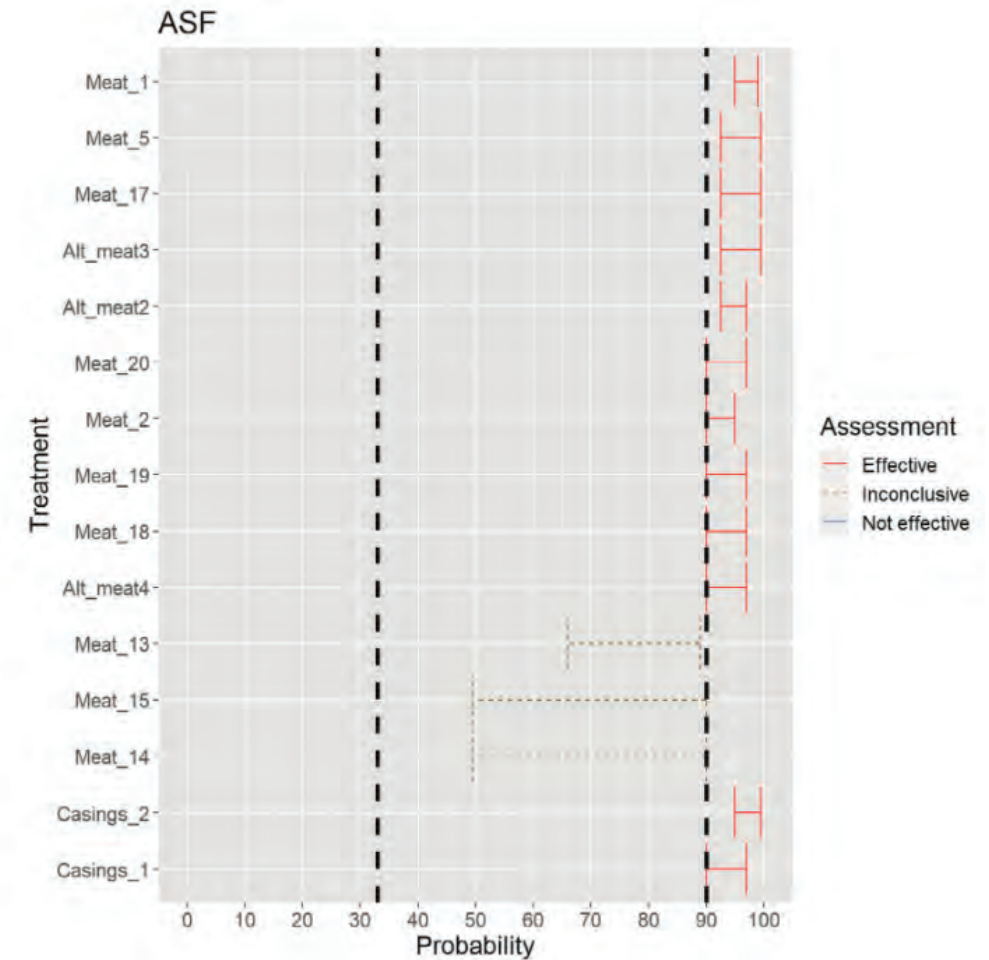 ASF
Meat_1
Meat_5
Meat_17
Alt_meat3
Alt_meat2
Meat_20
Meat_2
Meat_19
Meat_18
Alt_meat4
Meat_13
Meat_15
Meat_14
Casings_2
Casings_1
Treatment
0 10 20 30 40 50 60 70 80 90 100
Probability
Assessment
Effective
Inconclusive
Not effective